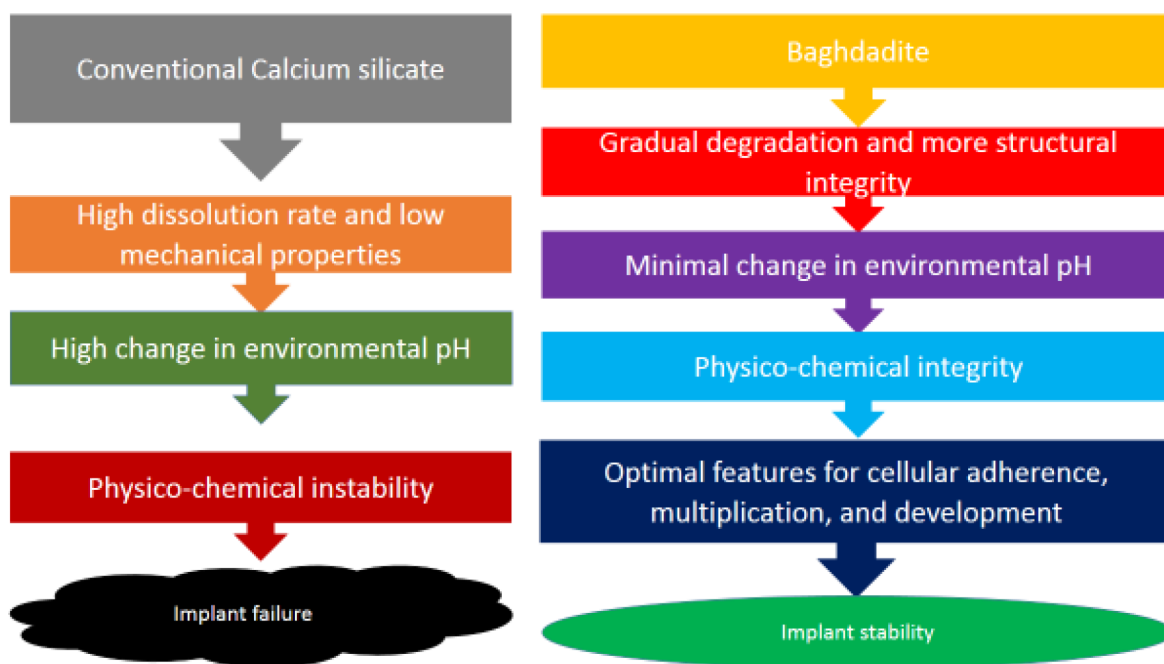 Conventional Calcium silicate
High dissolution rate and low
mechanical properties
High change in environmental pH
Physico-chemical instability
Implant failure
Baghdadite
Gradual degradation and more structural
integrity
Minimal change in environmental pH
Physico-chemical integrity
Optimal features for cellular adherence,
multiplication, and development
Implant stability